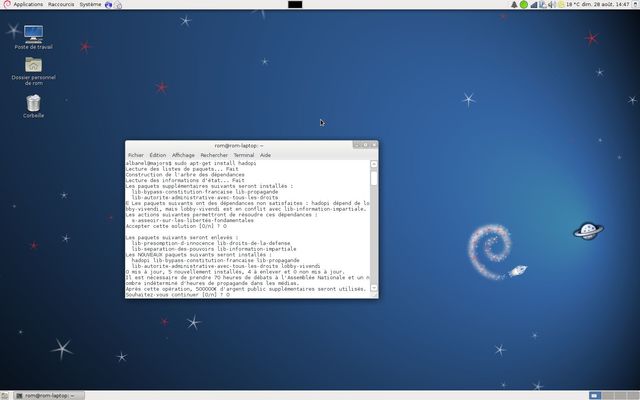 Applications Raccourcis Système
18 °C dim. 28 août, 14:47
Poste de travail
Dossier personnel
de rom
Corbeille
rom@rom-laptop: ~
Fichier Édition Affichage Rechercher Terminal Aide
albanel@majors$ sudo apt-get install hadopi
Lecture des listes de paquets... Fait
Construction de l'arbre des dépendances
Lecture des informations d'état... Fait
Les paquets supplémentaires suivants seront installés :
lib-bypass-constitution-francaise lib-propagande
lib-autorite-administrative-avec-tous-les-droits
E Les paquets suivants ont des dépendances non satisfaites : hadopi dépend de lo
bby-vivendi, mais lobby-vivendi est en conflit avec lib-information-impartiale.
Les actions suivantes permettront de résoudre ces dépendances :
s-asseoir-sur-les-libertés-fondamentales
Accepter cette solution [O/n] ? O
Les paquets suivants seront enlevés :
lib-presomption-d-innocence lib-droits-de-la-defense
lib-separation-des-pouvoirs lib-information-impartiale
Les NOUVEAUX paquets suivants seront installés :
hadopi lib-bypass-constitution-francaise lib-propagande
lib-autorite-administrative-avec-tous-les-droits lobby-vivendi
0 mis à jour, 5 nouvellement installés, 4 à enlever et 0 non mis à jour.
Il est nécessaire de prendre 70 heures de débats à l'Assemblée Nationale et un n
ombre indéterminé d'heures de propagande dans les médias.
Après cette opération, 500000€ d'argent public supplémentaires seront utilisés.
Souhaitez-vous continuer [O/n] ? O
rom@rom-laptop: ~